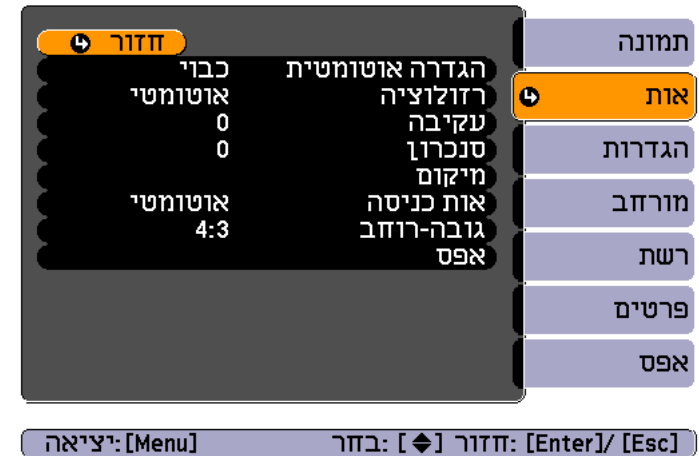 תמונה
אות
הגדרות
מורחב
רשת
פרטים
אפס
חזור
הגדרה אוטומטית כבוי
רזולוציה אוטומטי
עקיבה 0
סנכרון 0
מיקום
אות כניסה אוטומטי
גובה-רוחב 4:3
אפס
[Esc] /[Enter] :חזור [◆] :בחר [Menu]:יציאה